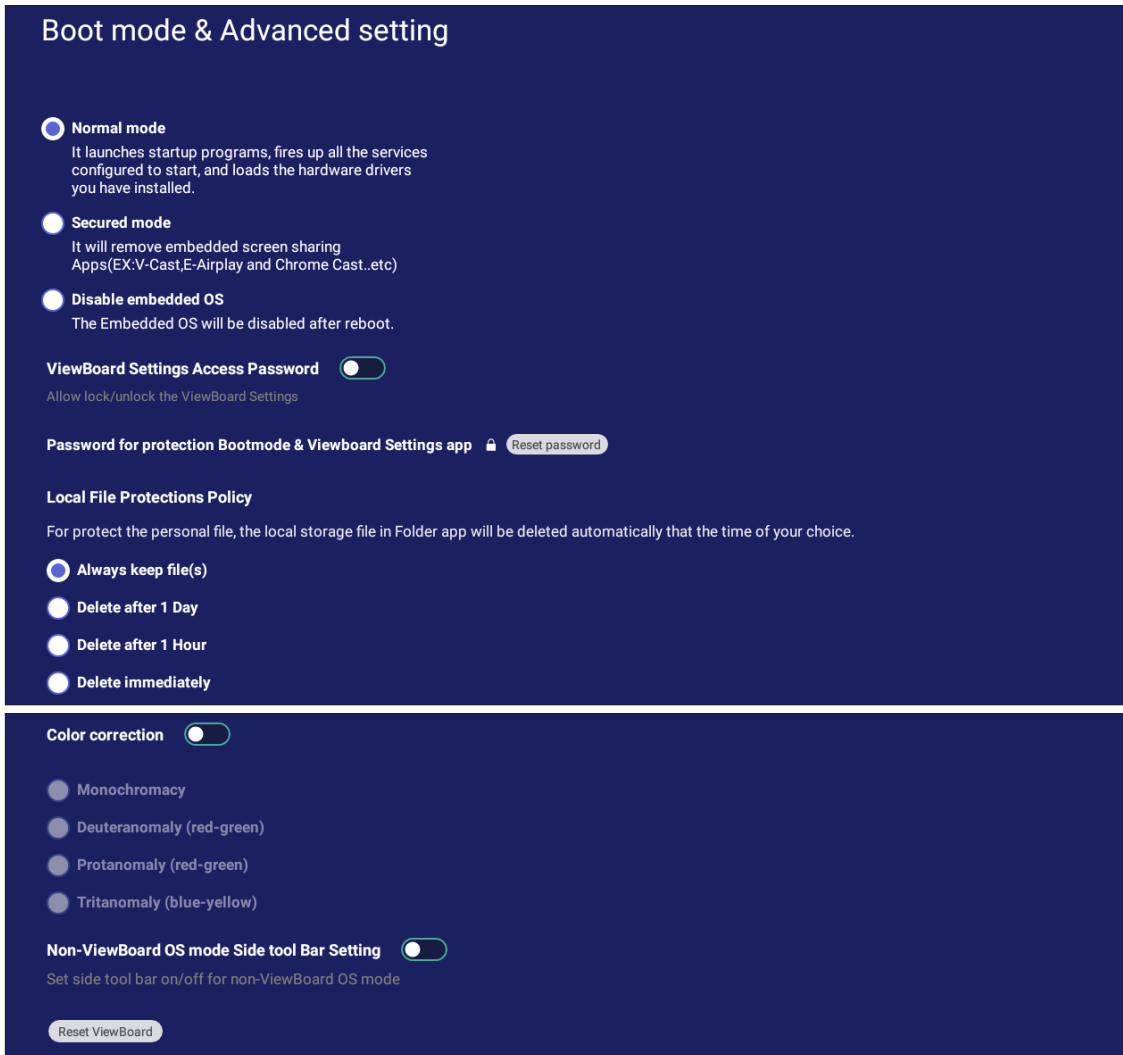 Boot mode & Advanced setting
Normal mode
It launches startup programs, fires up all the services
configured to start, and loads the hardware drivers
you have installed.
Secured mode
It will remove embedded screen sharing
Apps(EX:V-Cast,E-Airplay and Chrome Cast..etc)
Disable embedded OS
The Embedded OS will be disabled after reboot.
ViewBoard Settings Access Password
Allow lock/unlock the ViewBoard Settings
Password for protection Bootmode & Viewboard Settings app Reset password
Local File Protections Policy
For protect the personal file, the local storage file in Folder app will be deleted automatically that the time of your choice.
Always keep file(s)
Delete after 1 Day
Delete after 1 Hour
Delete immediately
Color correction
Monochromacy
Deuteranomaly (red-green)
Protanomaly (red-green)
Tritanomaly (blue-yellow)
Non-ViewBoard OS mode Side tool Bar Setting
Set side tool bar on/off for non-ViewBoard OS mode
Reset ViewBoard